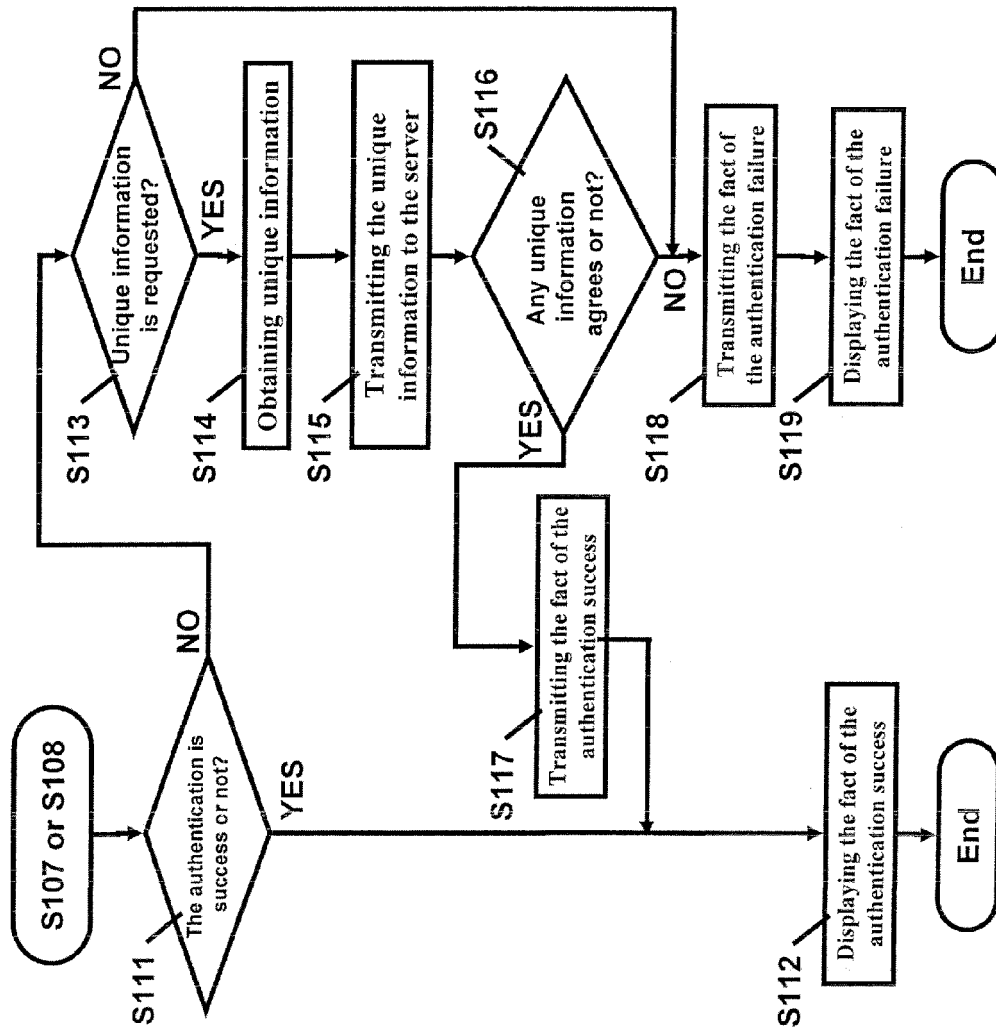 S107 or S108
S111
The authentication is
success or not?
NO
YES
S113
Unique information
is requested?
NO
YES
S114
Obtaining unique information
S115
Transmitting the unique
information to the server
S116
Any unique
information
agrees or not?
YES
NO
S117
Transmitting the fact of the
authentication success
S118
Transmitting the fact of
the authentication failure
S119
Displaying the fact of the
authentication failure
End
S112
Displaying the fact of the
authentication success
End